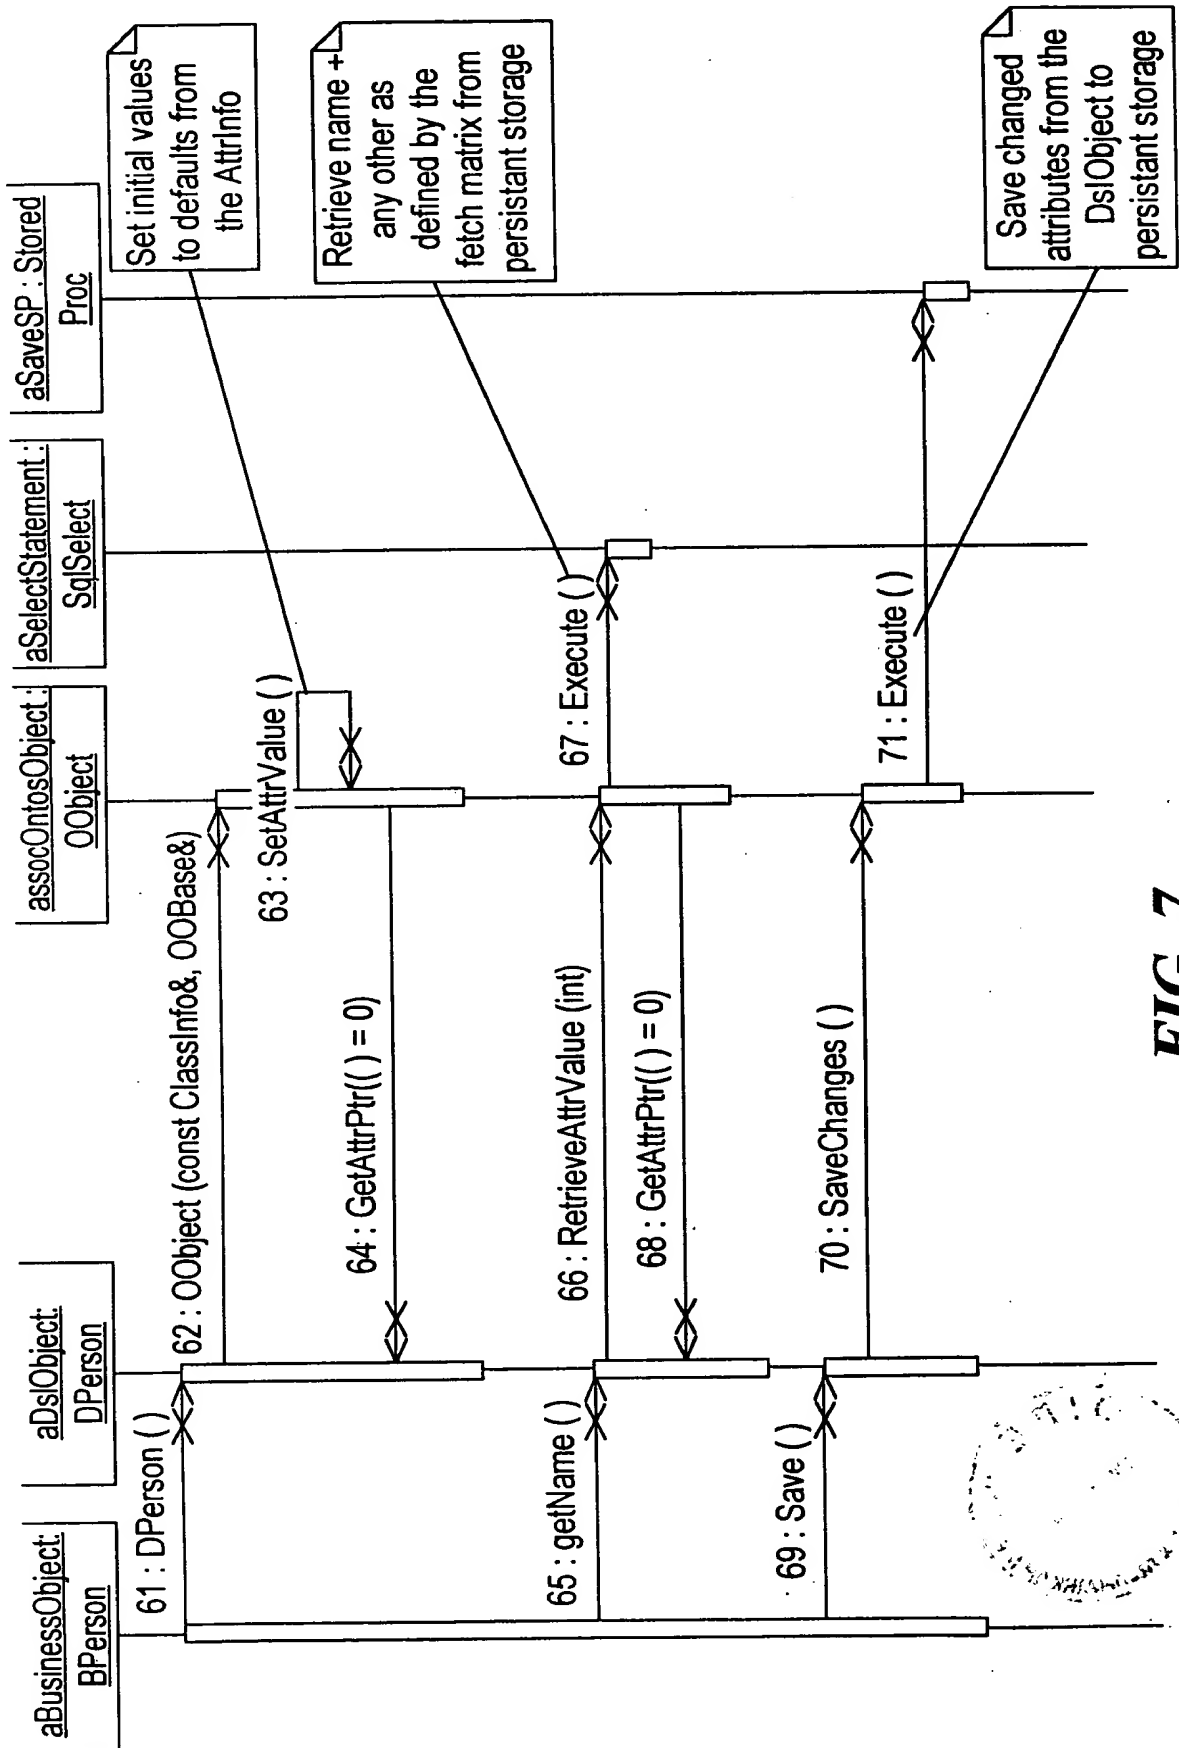 aBusinessObject:
BPerson
aDslObject:
DPerson
assocOntosObject :
OObject
aSelectStatement :
SqlSelect
aSaveSP : Stored
Proc
61 : DPerson ( )
62 : OObject (const ClassInfo&, OOBase&)
63 : SetAttrValue ( )
Set initial values
to defaults from
the AttrInfo
64 : GetAttrPtr(( ) = 0)
65 : getName ( )
66 : RetrieveAttrValue (int)
67 : Execute ( )
Retrieve name +
any other as
defined by the
fetch matrix from
persistant storage
68 : GetAttrPtr(( ) = 0)
69 : Save ( )
70 : SaveChanges ( )
71 : Execute ( )
Save changed
attributes from the
DslObject to
persistant storage
FIG. 7